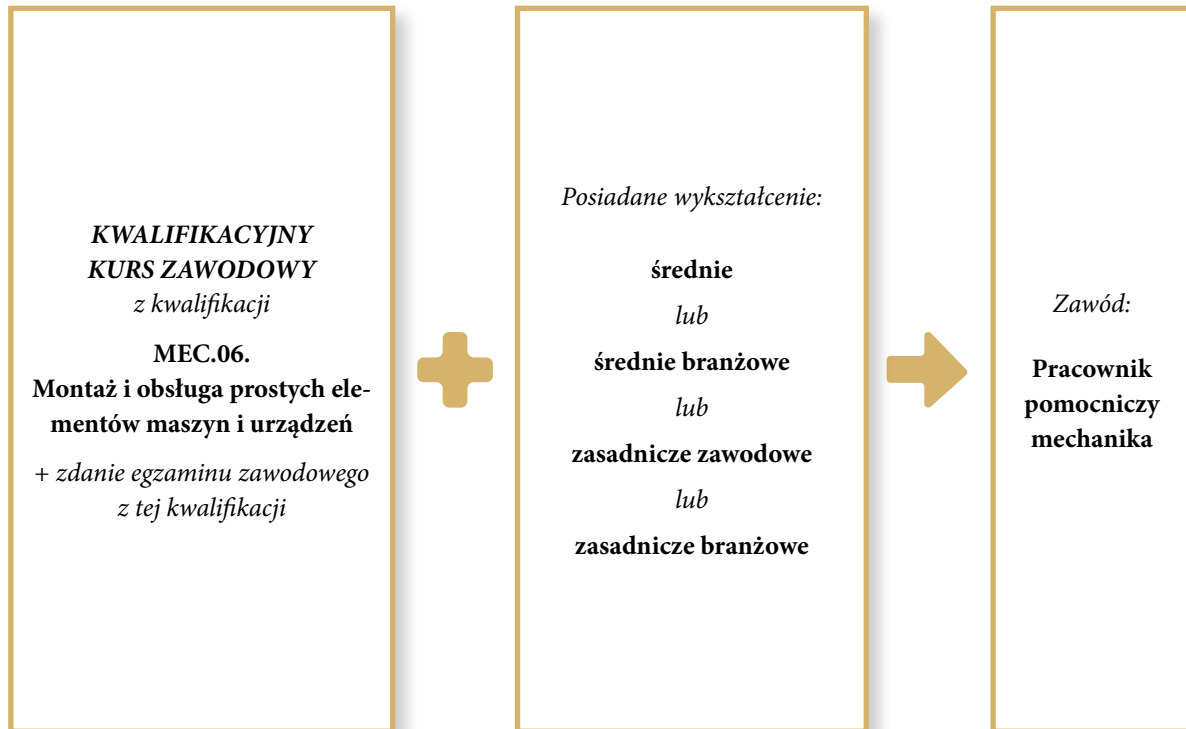 KWALIFIKACYJNY
KURS ZAWODOWY
z kwalifikacji
MEC.06.
Montaż i obsługa prostych ele-
mentów maszyn i urządzeń
+ zdanie egzaminu zawodowego
z tej kwalifikacji
Posiadane wykształcenie:
średnie
lub
średnie branżowe
lub
zasadnicze zawodowe
lub
zasadnicze branżowe
Zawód:
Pracownik
pomocniczy
mechanika